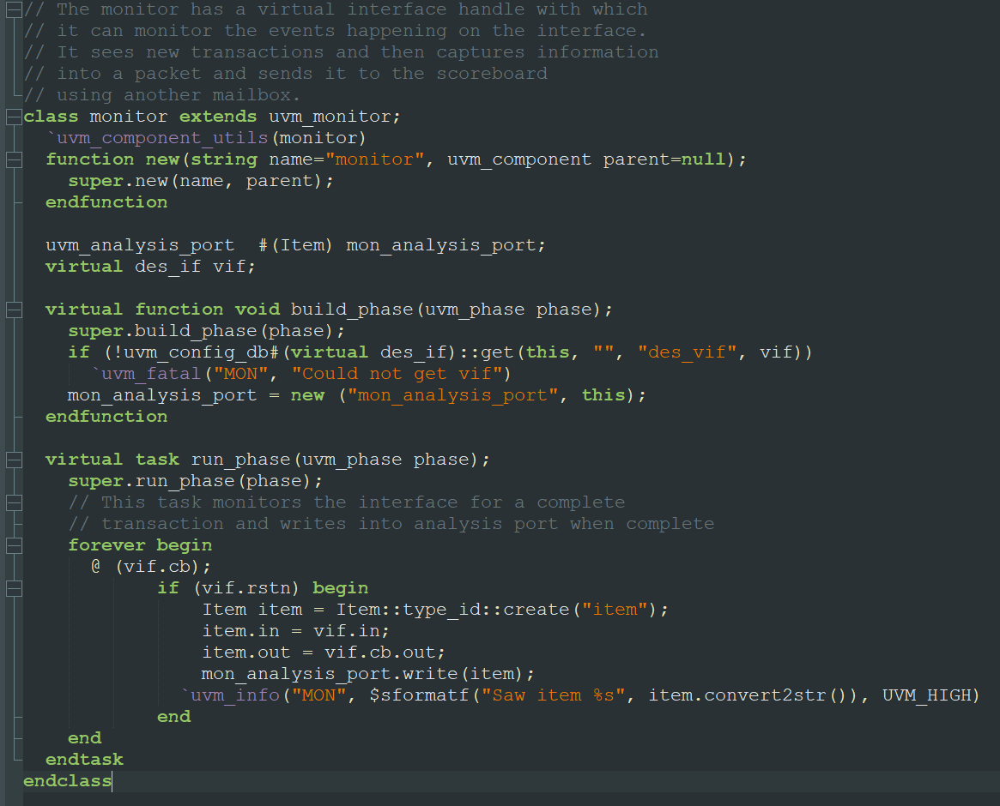 // The monitor has a virtual interface handle with which
// it can monitor the events happening on the interface.
// It sees new transactions and then captures information
// into a packet and sends it to the scoreboard
// using another mailbox.
class monitor extends uvm_monitor;
  `uvm_component_utils(monitor)
  function new(string name="monitor", uvm_component parent=null);
    super.new(name, parent);
  endfunction

  uvm_analysis_port  #(Item) mon_analysis_port;
  virtual des_if vif;

  virtual function void build_phase(uvm_phase phase);
    super.build_phase(phase);
    if (!uvm_config_db#(virtual des_if)::get(this, "", "des_vif", vif))
      `uvm_fatal("MON", "Could not get vif")
    mon_analysis_port = new ("mon_analysis_port", this);
  endfunction

  virtual task run_phase(uvm_phase phase);
    super.run_phase(phase);
    // This task monitors the interface for a complete
    // transaction and writes into analysis port when complete
    forever begin
      @ (vif.cb);
            if (vif.rstn) begin
                Item item = Item::type_id::create("item");
                item.in = vif.in;
                item.out = vif.cb.out;
                mon_analysis_port.write(item);
              `uvm_info("MON", $sformatf("Saw item %s", item.convert2str()), UVM_HIGH)
            end
    end
  endtask
endclass